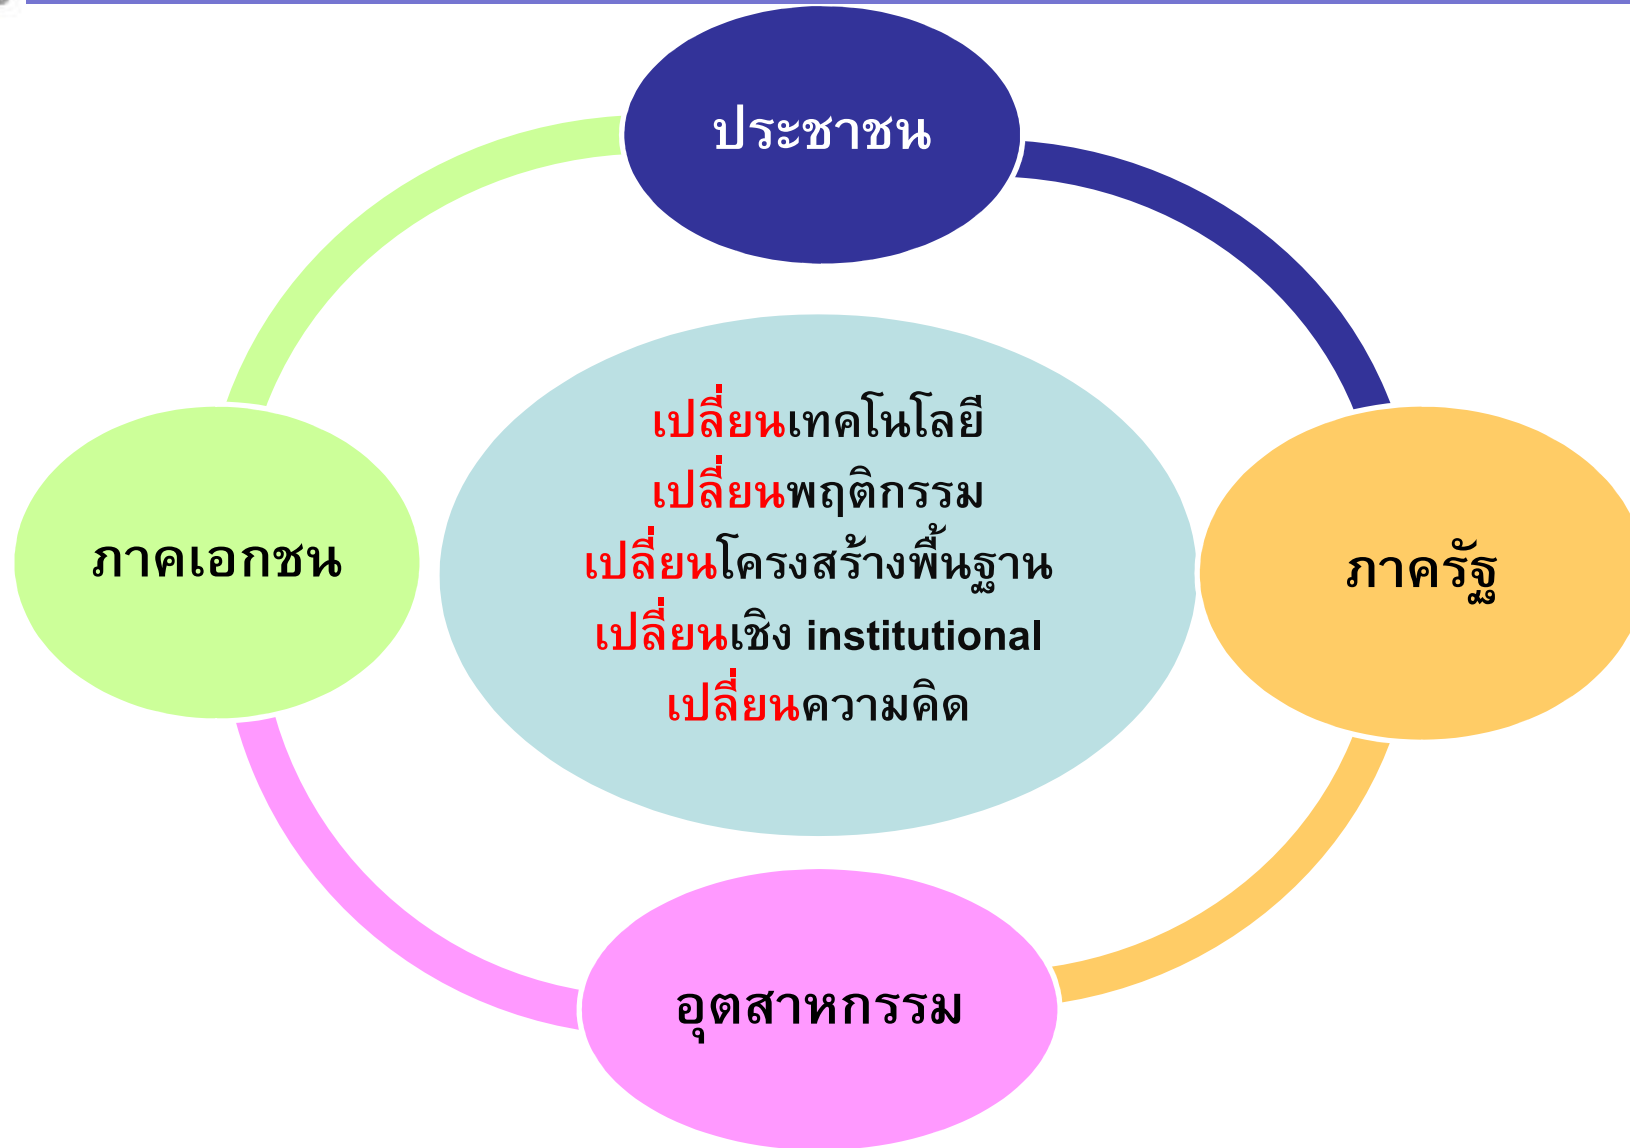 ประชาชน
เปลี่ยนเทคโนโลยี
เปลี่ยนพฤติกรรม
เปลี่ยนโครงสร้างพื้นฐาน
เปลี่ยนเชิง institutional
เปลี่ยนความคิด
ภาคเอกชน
ภาครัฐ
อุตสาหกรรม